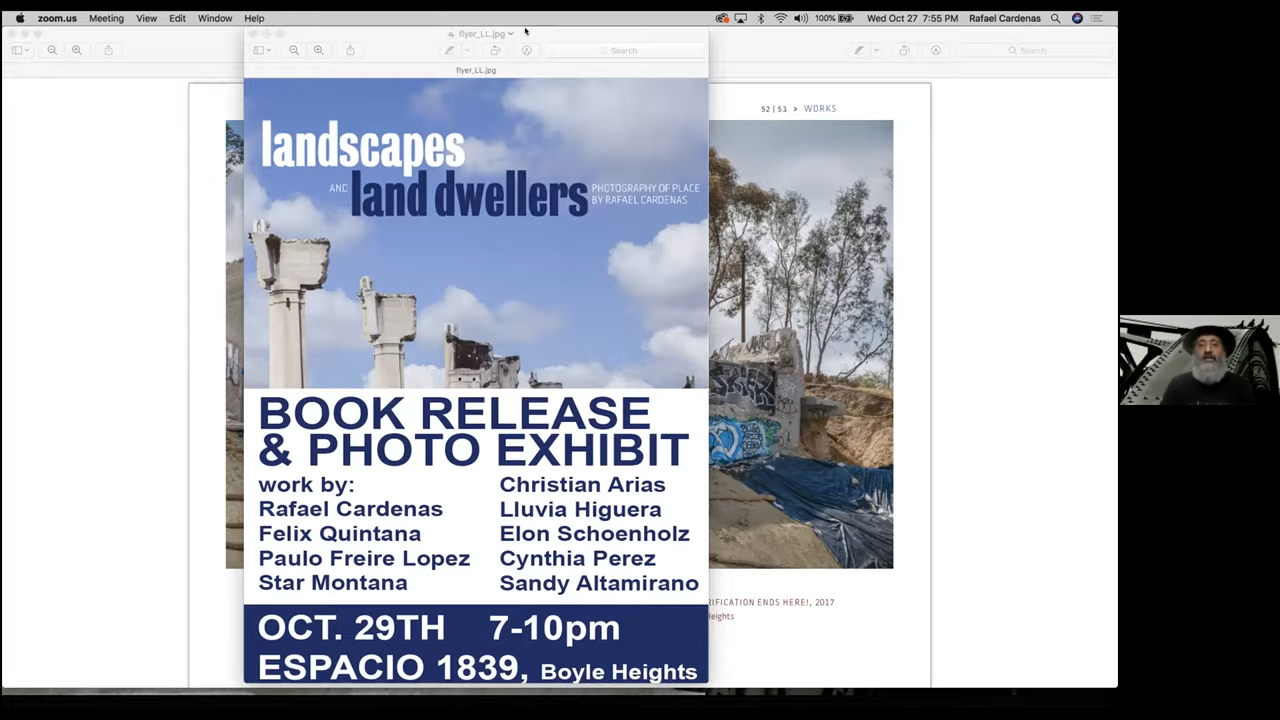 zoom.us Meeting View Edit Window Help 100% Wed Oct 27 7:55 PM Rafael Cardenas
flyer_LL.jpg
Search
Search
flyer_LL.jpg
52 | 53 » WORKS
landscapes
AND land dwellers
PHOTOGRAPHY OF PLACE
BY RAFAEL CARDENAS
BOOK RELEASE
& PHOTO EXHIBIT
work by:
Rafael Cardenas
Felix Quintana
Paulo Freire Lopez
Star Montana
Christian Arias
Lluvia Higuera
Elon Schoenholz
Cynthia Perez
Sandy Altamirano
OCT. 29TH 7-10pm
ESPACIO 1839, Boyle Heights
ENDS HERE!, 2017